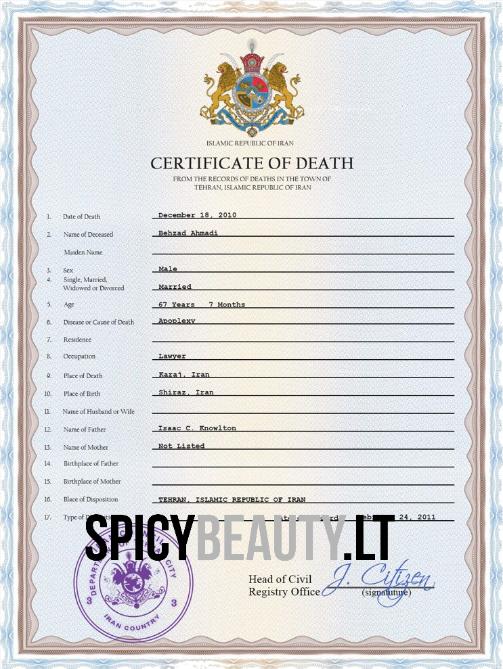 ISLAMIC REPUBLIC OF IRAN
CERTIFICATE OF DEATH
FROM THE RECORDS OF DEATHS IN THE TOWN OF
TEHRAN, ISLAMIC REPUBLIC OF IRAN
1. Date of Death December 18, 2010
2. Name of Deceased Behzad Ahmadi
Maiden Name
3. Sex Male
4. Single, Married,
Widowed or Divorced Married
5. Age 67 Years 7 Months
6. Disease or Cause of Death Apoplexy
7. Residence
8. Occupation Lawyer
9. Place of Death Karaj, Iran
10. Place of Birth Shiraz, Iran
11. Name of Husband or Wife
12. Name of Father Isaac C. Knowlton
13. Name of Mother Not Listed
14. Birthplace of Father
15. Birthplace of Mother
16. Place of Disposition TEHRAN, ISLAMIC REPUBLIC OF IRAN
17. Type of 24, 2011
SPICYBEAUTY.LT
CITY
3 3
IRAN COUNTRY
Head of Civil
Registry Office
J. Citizen
(signature)